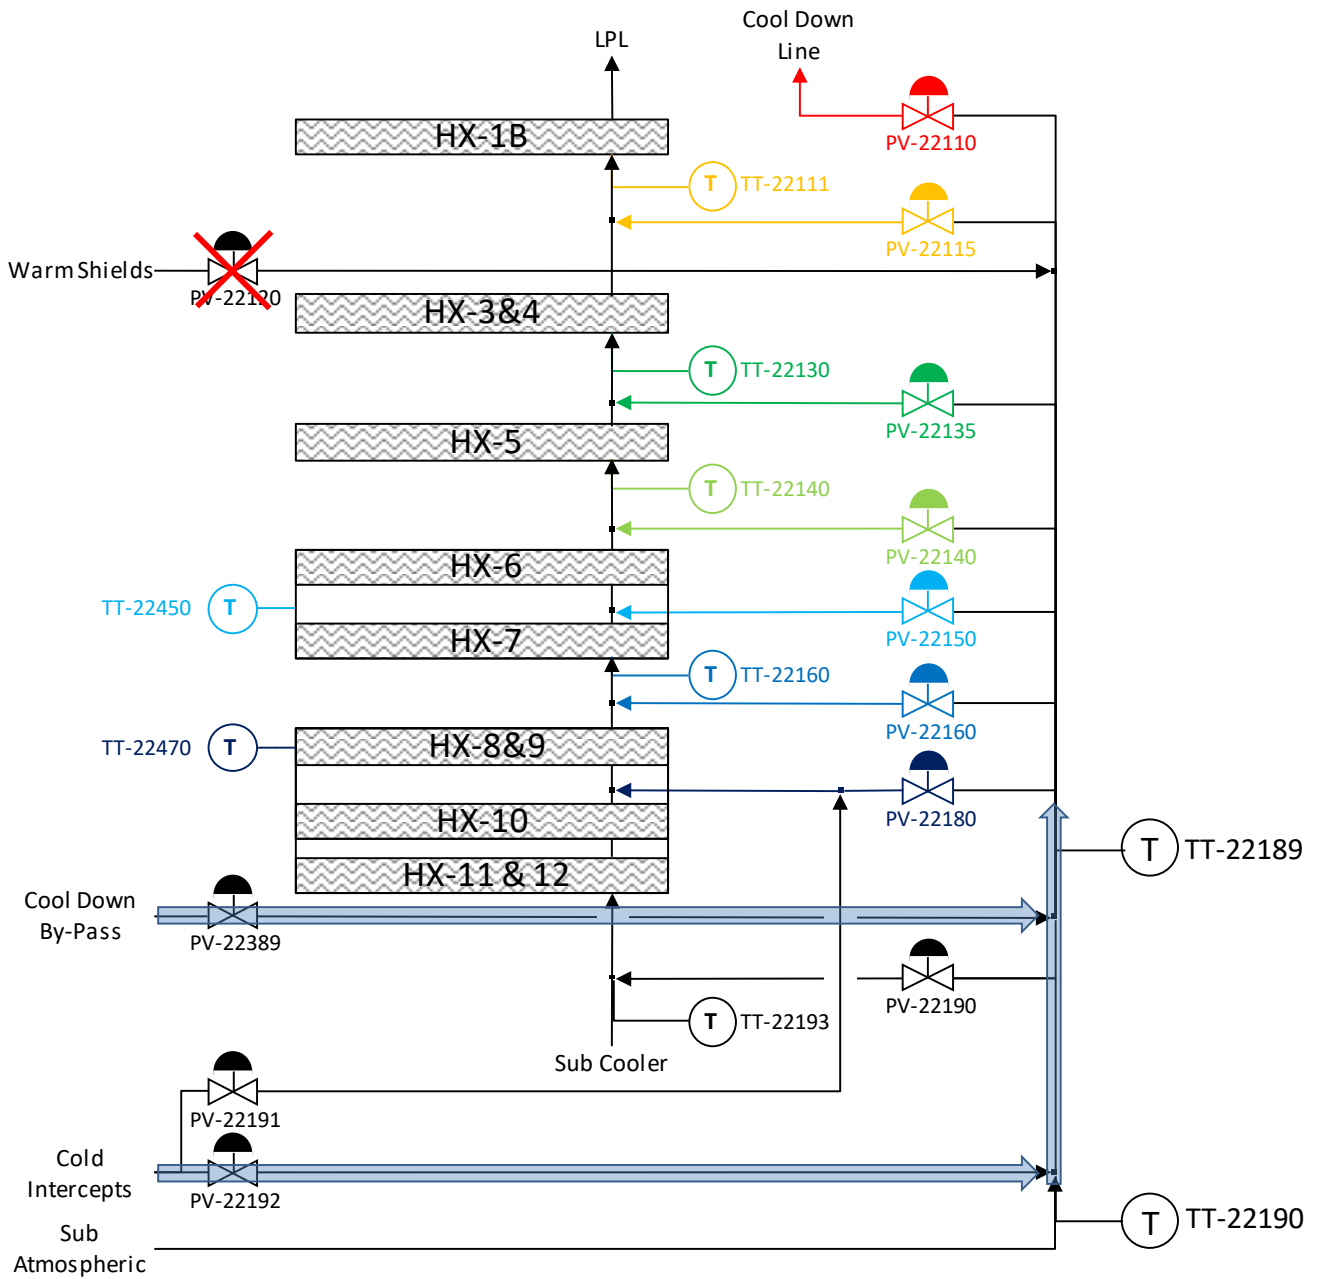 Cool Down
Line
LPL
PV-22110
HX-1B
T TT-22111
PV-22115
Warm Shields
PV-22120
HX-3&4
T TT-22130
PV-22135
HX-5
T TT-22140
PV-22140
HX-6
TT-22450 T
PV-22150
HX-7
T TT-22160
PV-22160
TT-22470 T
HX-8&9
PV-22180
HX-10
T TT-22189
HX-11 & 12
Cool Down
By-Pass
PV-22389
PV-22190
T TT-22193
Sub Cooler
PV-22191
Cold
Intercepts
PV-22192
T TT-22190
Sub
Atmospheric